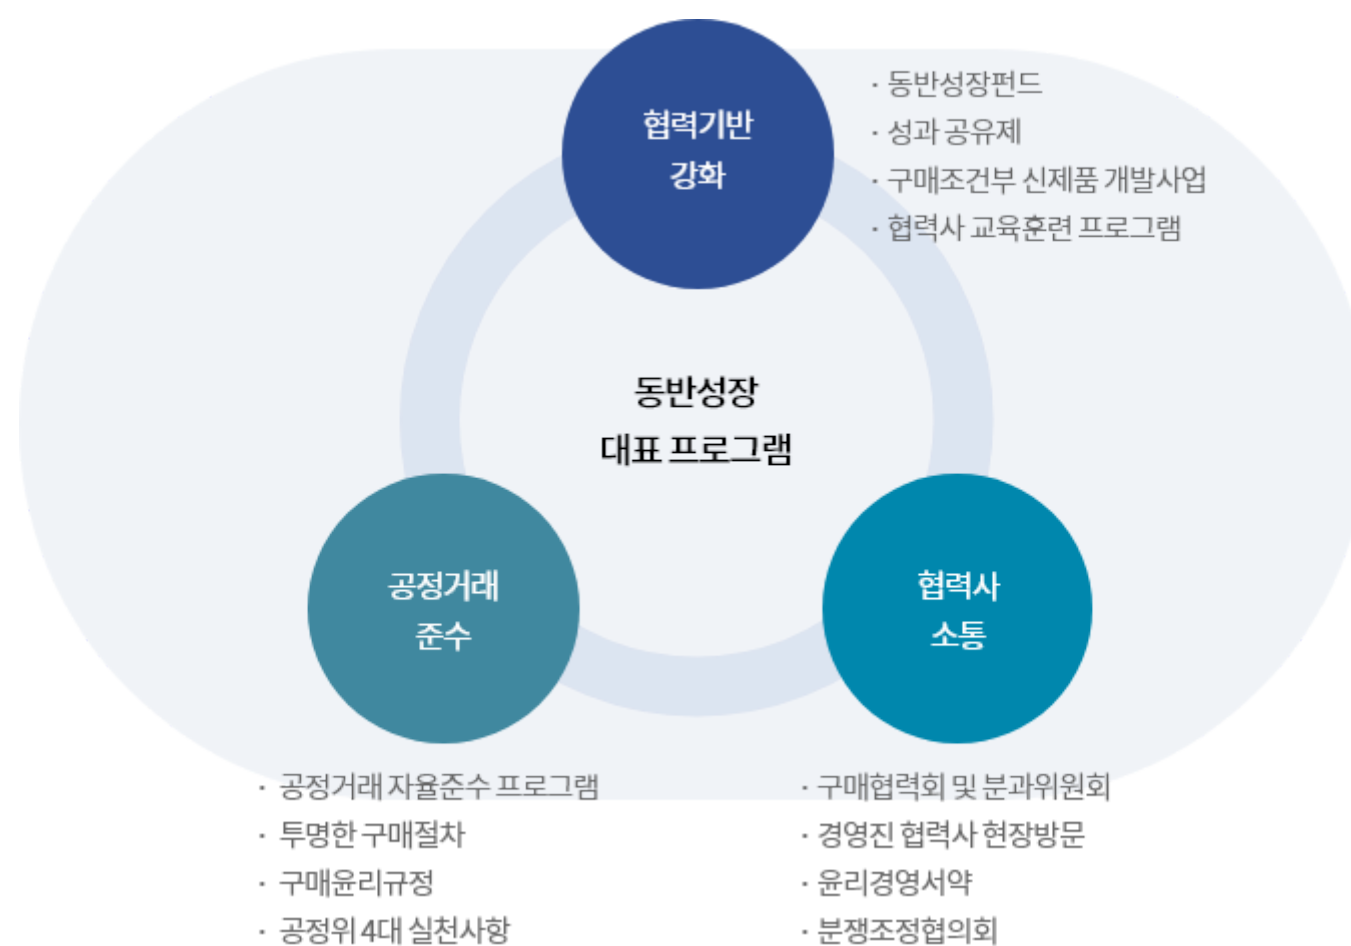 협력기반
강화
· 동반성장펀드
· 성과 공유제
· 구매조건부 신제품 개발사업
· 협력사 교육훈련 프로그램
동반성장
대표 프로그램
공정거래
준수
· 공정거래 자율준수 프로그램
· 투명한 구매절차
· 구매윤리규정
· 공정위 4대 실천사항
협력사
소통
· 구매협력회 및 분과위원회
· 경영진 협력사 현장방문
· 윤리경영서약
· 분쟁조정협의회